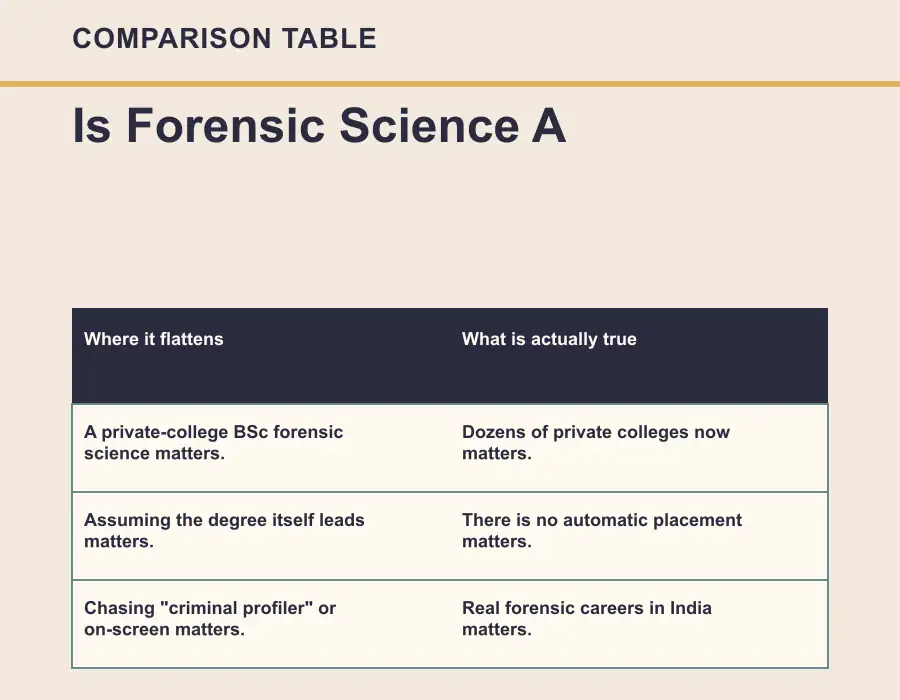 COMPARISON TABLE
Is Forensic Science A
Where it flattens
What is actually true
A private-college BSc forensic
science matters.
Dozens of private colleges now
matters.
Assuming the degree itself leads
matters.
There is no automatic placement
matters.
Chasing "criminal profiler" or
on-screen matters.
Real forensic careers in India
matters.